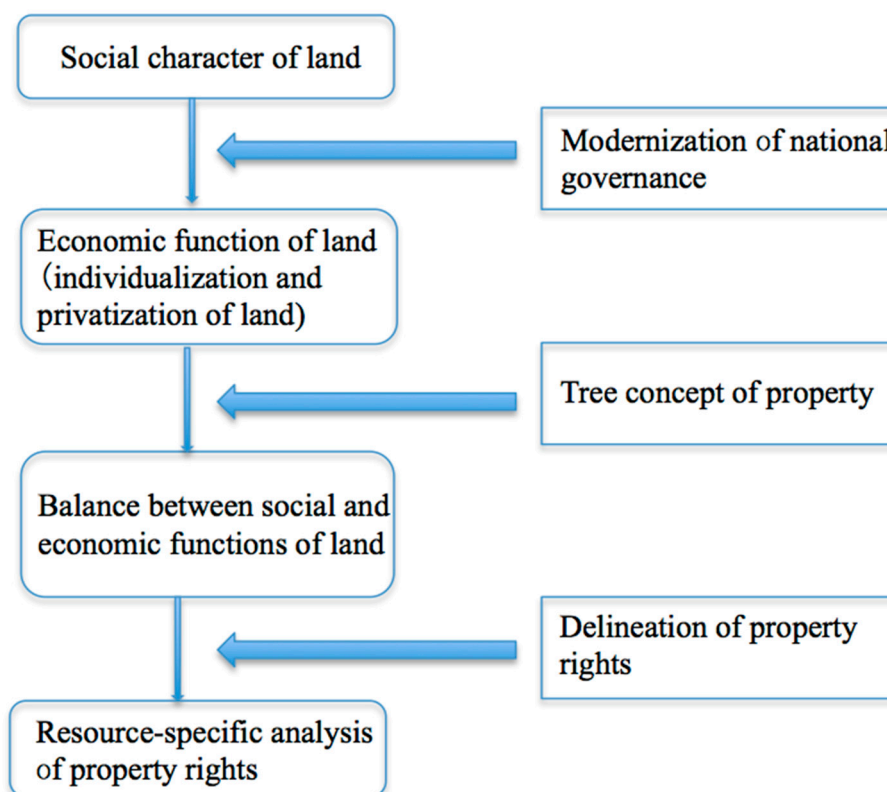 Social character of land
Modernization of national
governance
Economic function of land
（individualization and
privatization of land)
Tree concept of property
Balance between social and
economic functions of land
Delineation of property
rights
Resource-specific analysis
of property rights